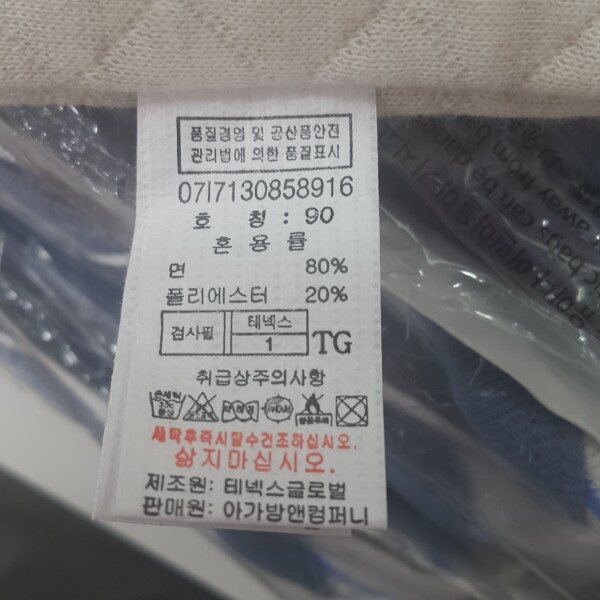 품질경영 및 공산품안전
관리법에 의한 품질표시
07I7130858916
호 칭 : 90
혼 용 률
면 80%
폴리에스터 20%
검사필 테넥스 1 TG
취급상주의사항
세탁후즉시탈수건조하십시오.
삶지마십시오.
제조원: 테넥스글로벌
판매원: 아가방앤컴퍼니